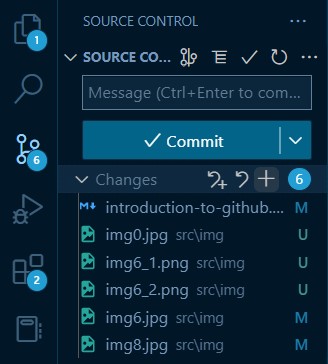 SOURCE CONTROL ...
1
SOURCE CO... ...
Message (Ctrl+Enter to com...
Commit
6
Changes 6
introduction-to-github.... M
img0.jpg src\img U
img6_1.png src\img U
2
img6_2.png src\img U
img6.jpg src\img M
img8.jpg src\img M